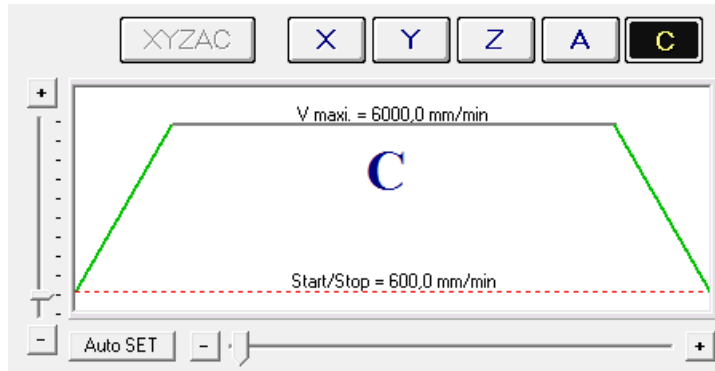 XYZAC X Y Z A C
+
V maxi. = 6000,0 mm/min
C
Start/Stop = 600,0 mm/min
- Auto SET - +